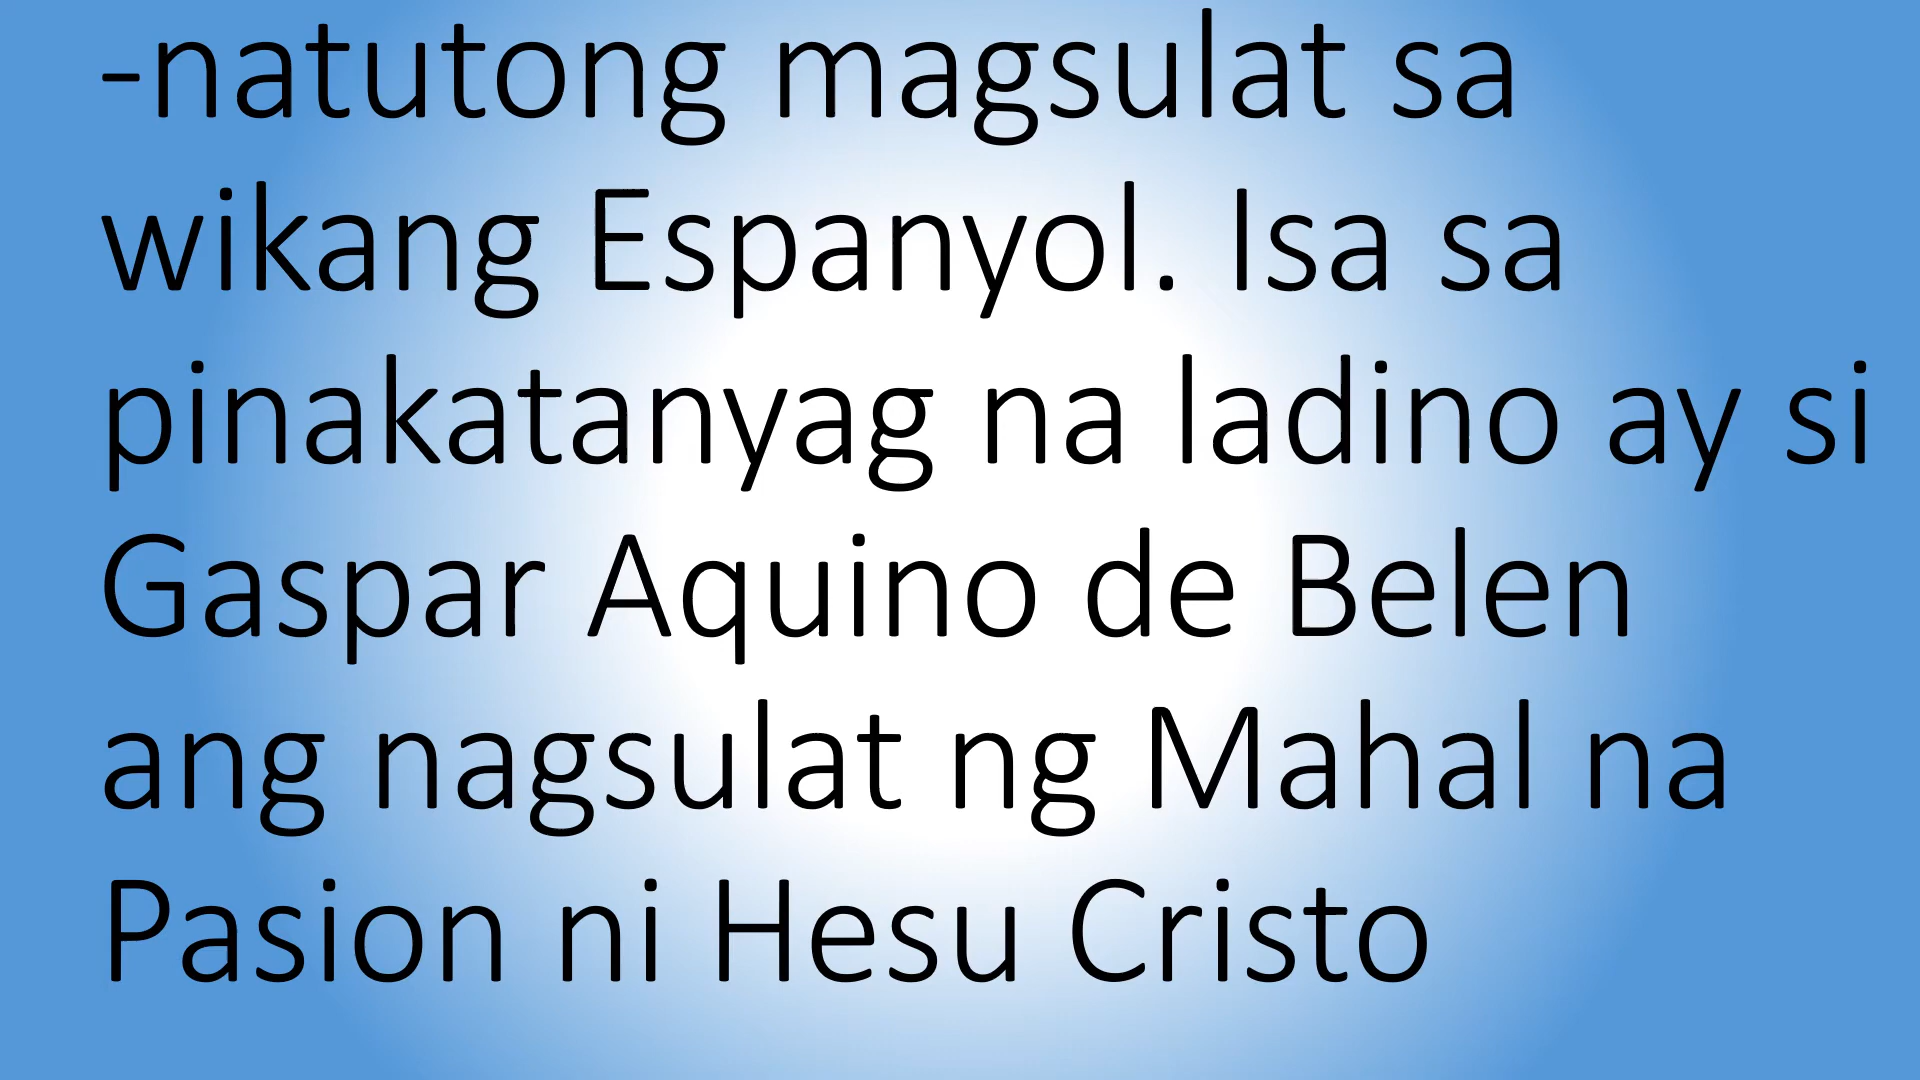 -natutong magsulat sa
wikang Espanyol. Isa sa
pinakatanyag na ladino ay si
Gaspar Aquino de Belen
ang nagsulat ng Mahal na
Pasion ni Hesu Cristo